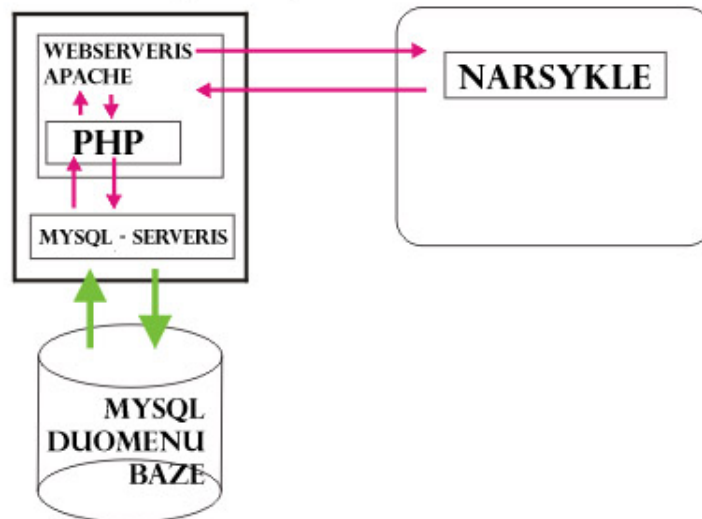 WEBSERVERIS
APACHE
PHP
MYSQL - SERVERIS
MYSQL
DUOMENU
BAZE
NARSYKLE